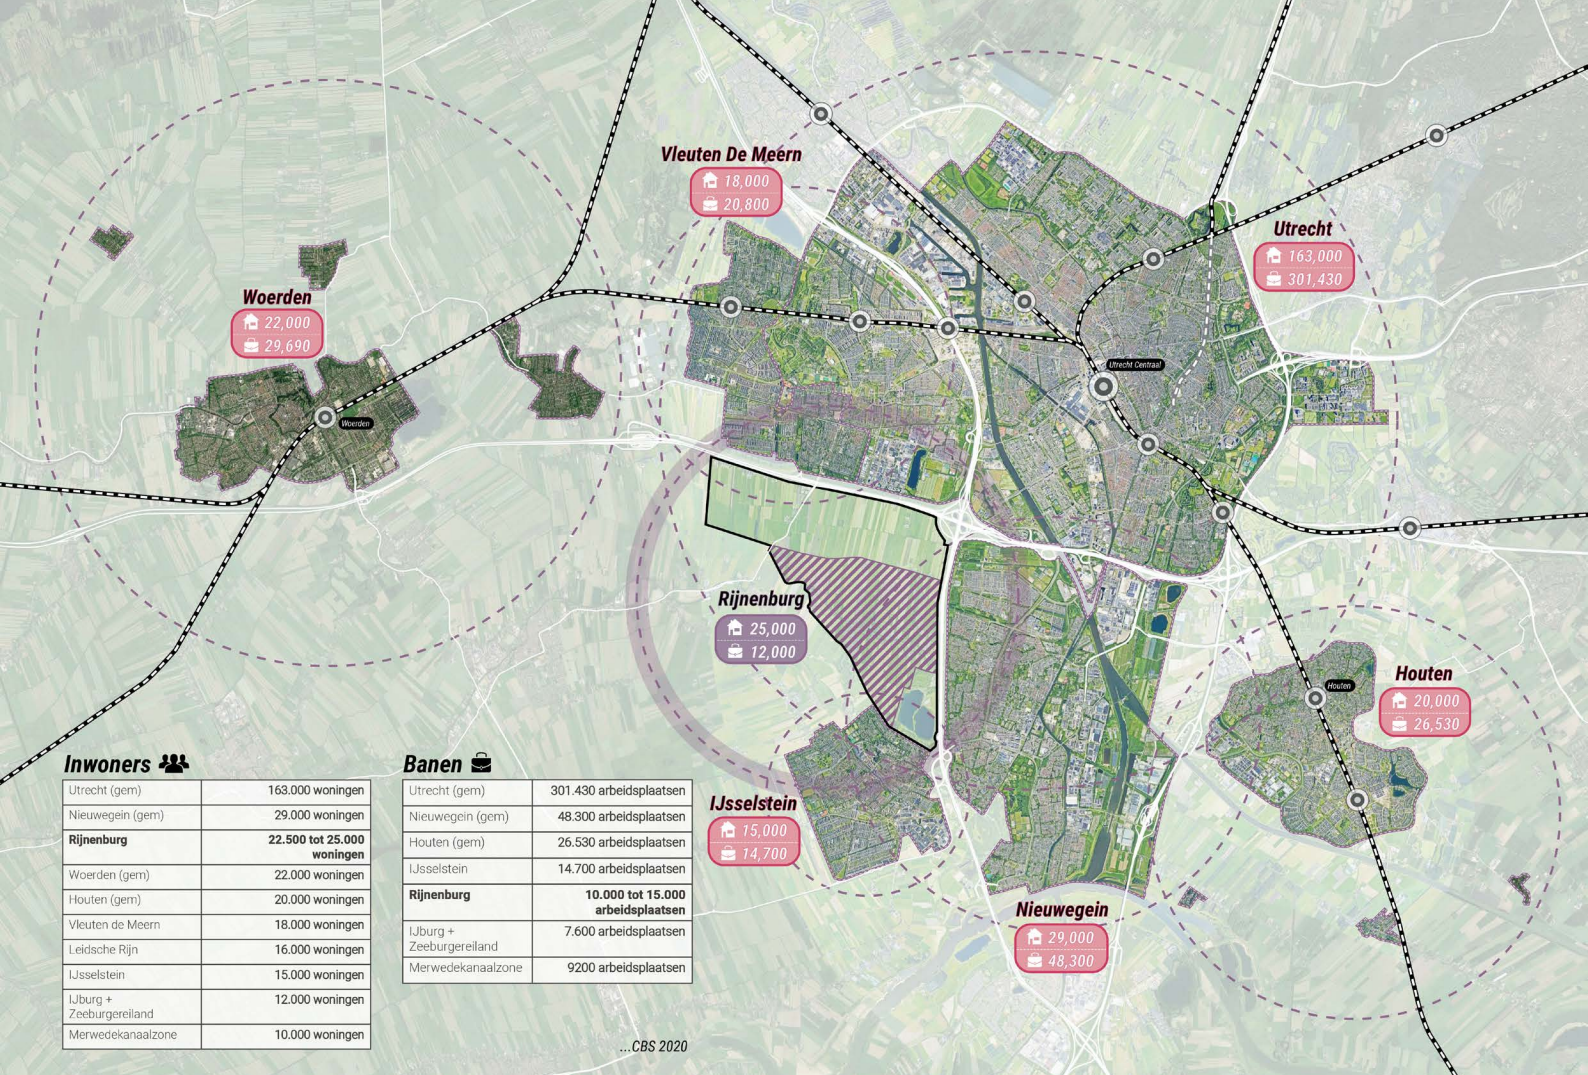 Vleuten De Meern
18,000
20,800
Utrecht
163,000
301,430
Woerden
22,000
29,690
Utrecht Centraal
Woerden
Rijnenburg
25,000
12,000
Houten
Houten
20,000
26,530
IJsselstein
15,000
14,700
Nieuwegein
29,000
48,300
Inwoners
Utrecht (gem) 163.000 woningen
Nieuwegein (gem) 29.000 woningen
Rijnenburg 22.500 tot 25.000
woningen
Woerden (gem) 22.000 woningen
Houten (gem) 20.000 woningen
Vleuten de Meern 18.000 woningen
Leidsche Rijn 16.000 woningen
IJsselstein 15.000 woningen
IJburg + 12.000 woningen
Zeeburgereiland
Merwedekanaalzone 10.000 woningen
Banen
Utrecht (gem) 301.430 arbeidsplaatsen
Nieuwegein (gem) 48.300 arbeidsplaatsen
Houten (gem) 26.530 arbeidsplaatsen
IJsselstein 14.700 arbeidsplaatsen
Rijnenburg 10.000 tot 15.000
arbeidsplaatsen
IJburg + 7.600 arbeidsplaatsen
Zeeburgereiland
Merwedekanaalzone 9200 arbeidsplaatsen
...CBS 2020